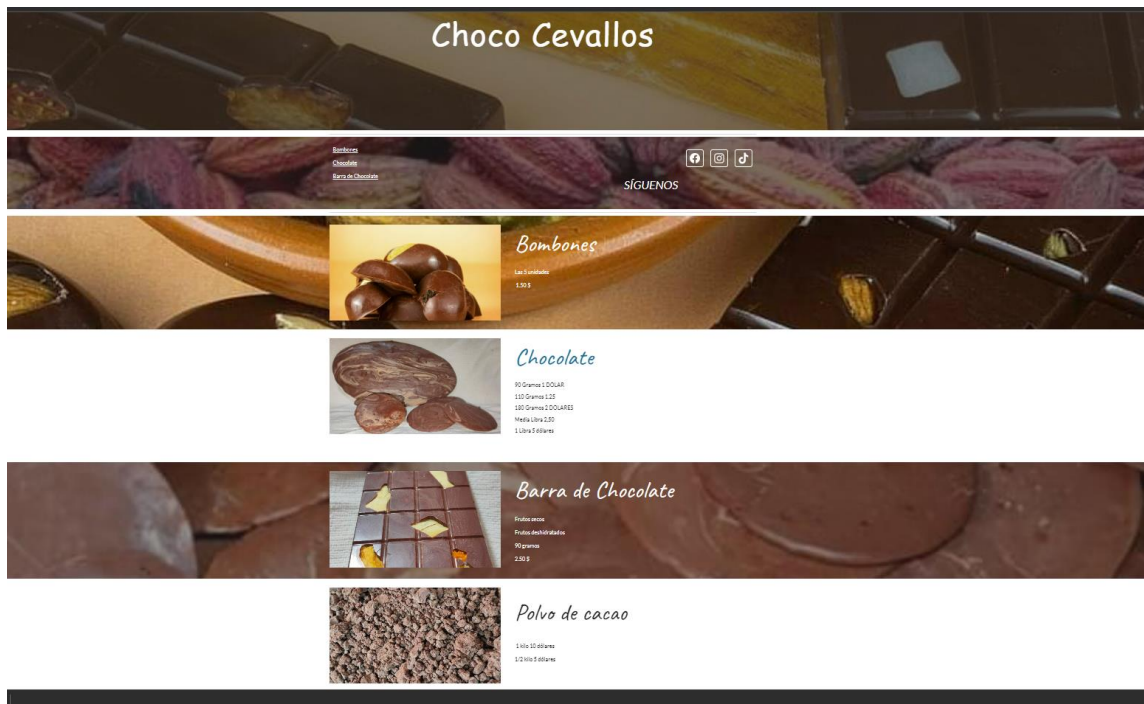 Choco Cevallos
Bombones
Chocolate
Barra de Chocolate
SÍGUENOS
Bombones
Las 5 unidades
1.50 $
Chocolate
90 Gramos 1 DOLAR
110 Gramos 1,25
180 Gramos 2 DOLARES
Media Libra 2,50
1 Libra 5 dólares
Barra de Chocolate
Frutos secos
Frutos deshidratados
90 gramos
2.50 $
Polvo de cacao
1 kilo 10 dólares
1/2 kilo 5 dólares